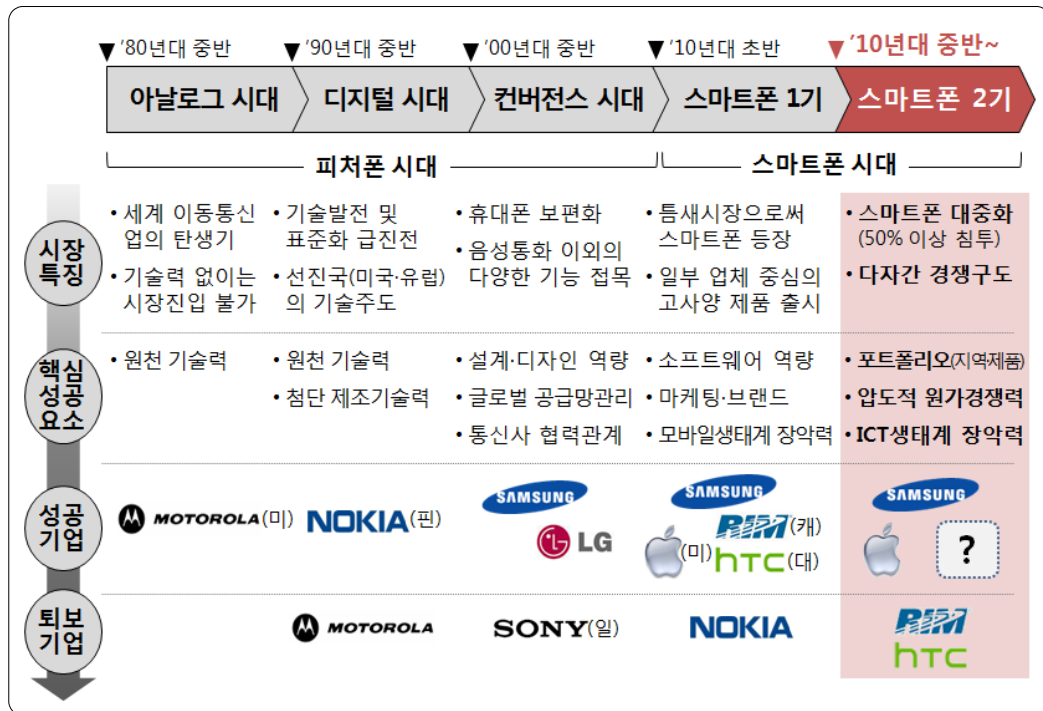 ▼ '80년대 중반 ▼ '90년대 중반 ▼ '00년대 중반 ▼ '10년대 초반 ▼ '10년대 중반~
아날로그 시대 디지털 시대 컨버전스 시대 스마트폰 1기 스마트폰 2기
피처폰 시대 스마트폰 시대
시장
특징
• 세계 이동통신
업의 탄생기
• 기술력 없이는
시장진입 불가
• 기술발전 및
표준화 급진전
• 선진국(미국·유럽)
의 기술주도
• 휴대폰 보편화
• 음성통화 이외의
다양한 기능 접목
• 틈새시장으로써
스마트폰 등장
• 일부 업체 중심의
고사양 제품 출시
• 스마트폰 대중화
(50% 이상 침투)
• 다자간 경쟁구도
핵심
성공
요소
• 원천 기술력
• 원천 기술력
• 첨단 제조기술력
• 설계·디자인 역량
• 글로벌 공급망관리
• 통신사 협력관계
• 소프트웨어 역량
• 마케팅·브랜드
• 모바일생태계 장악력
• 포트폴리오(지역·제품)
• 압도적 원가경쟁력
• ICT생태계 장악력
성공
기업
MOTOROLA(미)
NOKIA(핀)
SAMSUNG
LG
SAMSUNG
RIM(캐)
(미) hTC(대)
SAMSUNG
?
퇴보
기업
MOTOROLA
SONY(일)
NOKIA
RIM
hTC